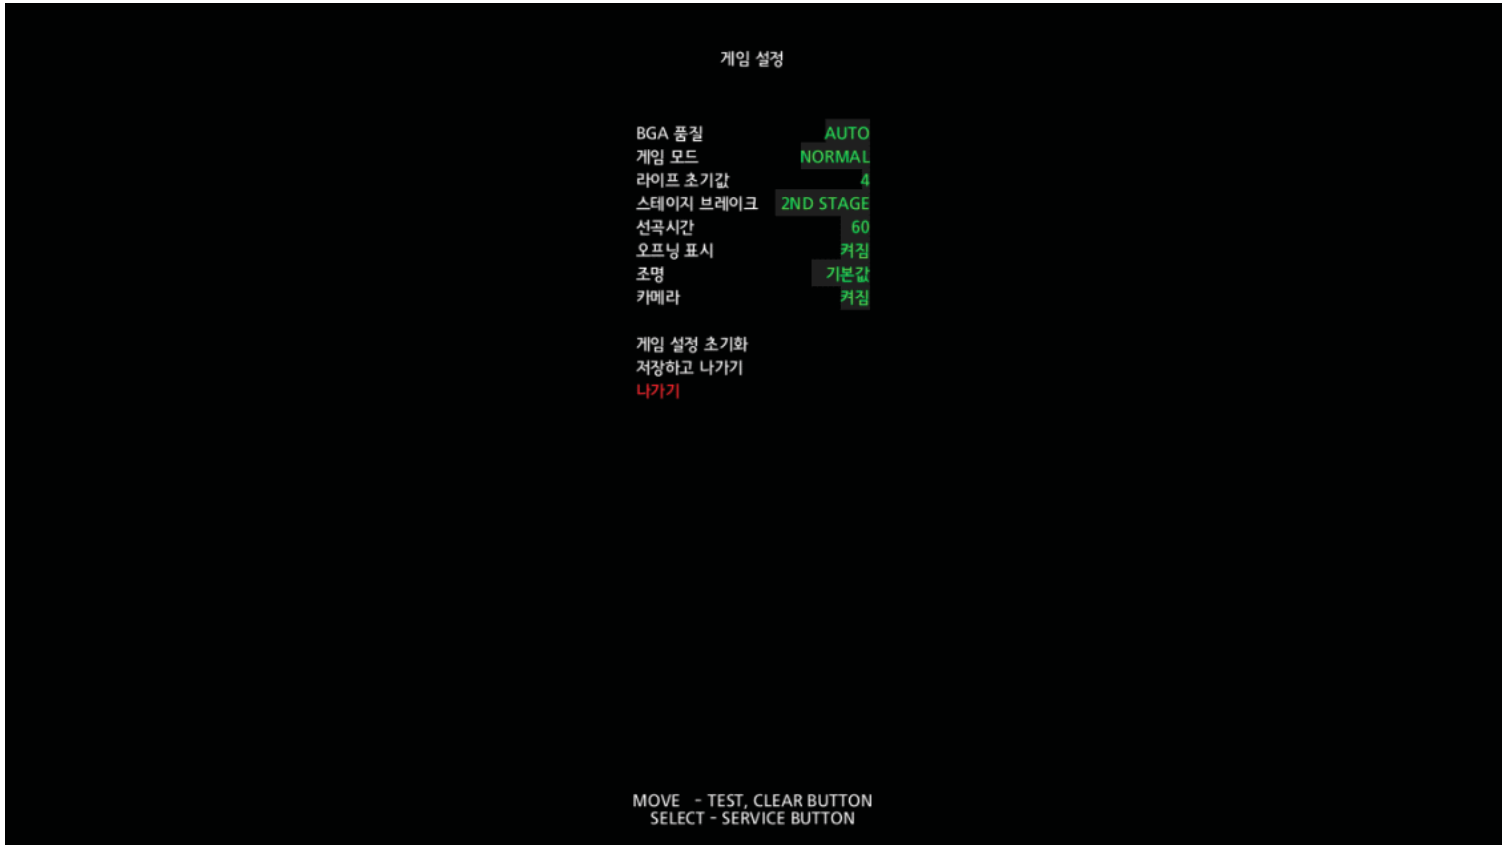 게임 설정
BGA 품질 AUTO
게임 모드 NORMAL
라이프 초기값 4
스테이지 브레이크 2ND STAGE
선곡시간 60
오프닝 표시 켜짐
조명 기본값
카메라 켜짐
게임 설정 초기화
저장하고 나가기
나가기
MOVE - TEST, CLEAR BUTTON
SELECT - SERVICE BUTTON